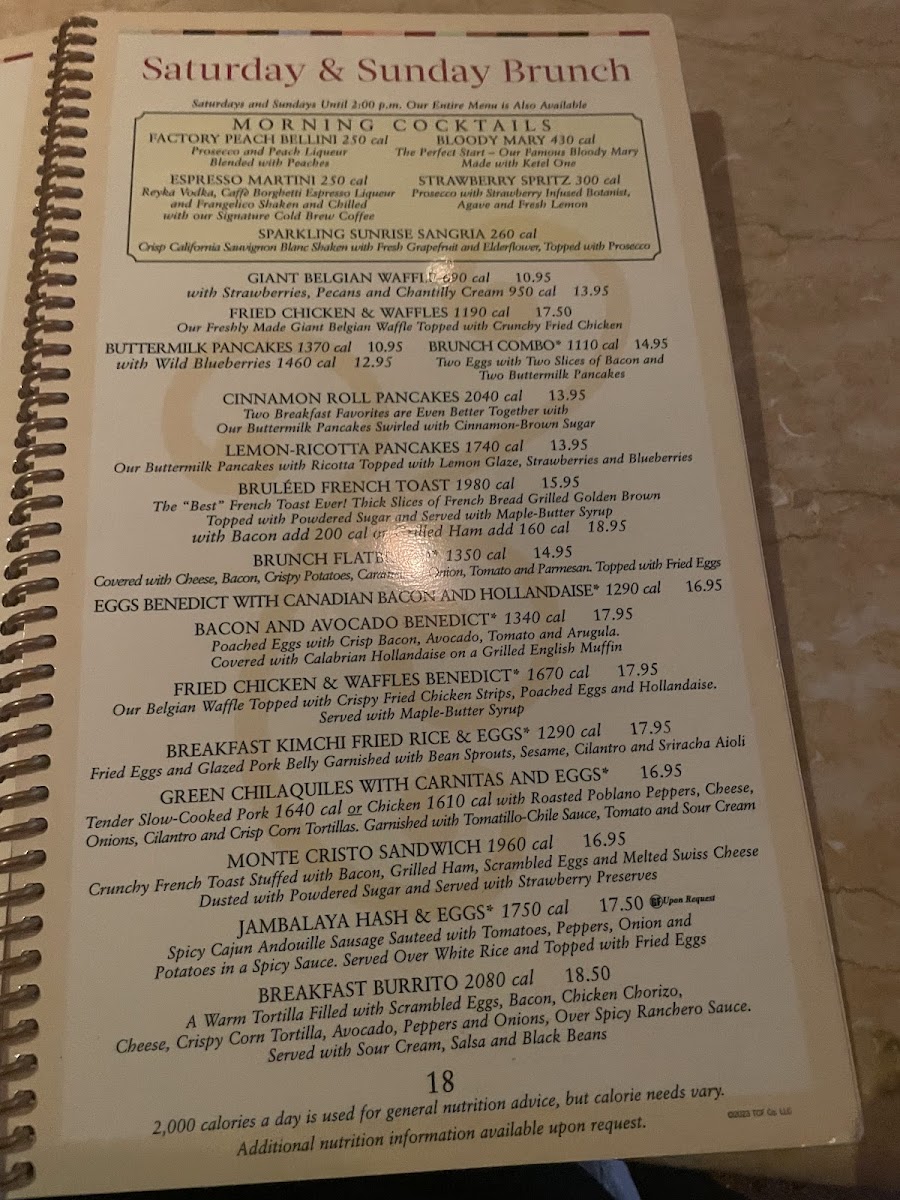 Saturday & Sunday Brunch
Saturdays and Sundays Until 2:00 p.m. Our Entire Menu is Also Available
MORNING COCKTAILS
FACTORY PEACH BELLINI 250 cal
Prosecco and Peach Liqueur
Blended with Peaches
BLOODY MARY 430 cal
The Perfect Start – Our Famous Bloody Mary
Made with Ketel One
ESPRESSO MARTINI 250 cal
Reyka Vodka, Caffè Borghetti Espresso Liqueur
and Frangelico Shaken and Chilled
with our Signature Cold Brew Coffee
STRAWBERRY SPRITZ 300 cal
Prosecco with Strawberry Infused Botanist,
Agave and Fresh Lemon
SPARKLING SUNRISE SANGRIA 260 cal
Crisp California Sauvignon Blanc Shaken with Fresh Grapefruit and Elderflower, Topped with Prosecco
GIANT BELGIAN WAFFLE 690 cal 10.95
with Strawberries, Pecans and Chantilly Cream 950 cal 13.95
FRIED CHICKEN & WAFFLES 1190 cal 17.50
Our Freshly Made Giant Belgian Waffle Topped with Crunchy Fried Chicken
BUTTERMILK PANCAKES 1370 cal 10.95
with Wild Blueberries 1460 cal 12.95
BRUNCH COMBO* 1110 cal 14.95
Two Eggs with Two Slices of Bacon and
Two Buttermilk Pancakes
CINNAMON ROLL PANCAKES 2040 cal 13.95
Two Breakfast Favorites are Even Better Together with
Our Buttermilk Pancakes Swirled with Cinnamon-Brown Sugar
LEMON-RICOTTA PANCAKES 1740 cal 13.95
Our Buttermilk Pancakes with Ricotta Topped with Lemon Glaze, Strawberries and Blueberries
BRULÉED FRENCH TOAST 1980 cal 15.95
The “Best” French Toast Ever! Thick Slices of French Bread Grilled Golden Brown
Topped with Powdered Sugar and Served with Maple-Butter Syrup
with Bacon add 200 cal or Grilled Ham add 160 cal 18.95
BRUNCH 1350 cal 14.95
Covered with Cheese, Bacon, Crispy Potatoes, Onion, Tomato and Parmesan. Topped with Fried Eggs
EGGS BENEDICT WITH CANADIAN BACON AND HOLLANDAISE* 1290 cal 16.95
BACON AND AVOCADO BENEDICT* 1340 cal 17.95
Poached Eggs with Crisp Bacon, Avocado, Tomato and Arugula.
Covered with Calabrian Hollandaise on a Grilled English Muffin
FRIED CHICKEN & WAFFLES BENEDICT* 1670 cal 17.95
Our Belgian Waffle Topped with Crispy Fried Chicken Strips, Poached Eggs and Hollandaise.
Served with Maple-Butter Syrup
BREAKFAST KIMCHI FRIED RICE & EGGS* 1290 cal 17.95
Fried Eggs and Glazed Pork Belly Garnished with Bean Sprouts, Sesame, Cilantro and Sriracha Aioli
GREEN CHILAQUILES WITH CARNITAS AND EGGS* 16.95
Tender Slow-Cooked Pork 1640 cal or Chicken 1610 cal with Roasted Poblano Peppers, Cheese,
Onions, Cilantro and Crisp Corn Tortillas. Garnished with Tomatillo-Chile Sauce, Tomato and Sour Cream
MONTE CRISTO SANDWICH 1960 cal 16.95
Crunchy French Toast Stuffed with Bacon, Grilled Ham, Scrambled Eggs and Melted Swiss Cheese
Dusted with Powdered Sugar and Served with Strawberry Preserves
JAMBALAYA HASH & EGGS* 1750 cal 17.50 Upon Request
Spicy Cajun Andouille Sausage Sauteed with Tomatoes, Peppers, Onion and
Potatoes in a Spicy Sauce. Served Over White Rice and Topped with Fried Eggs
BREAKFAST BURRITO 2080 cal 18.50
A Warm Tortilla Filled with Scrambled Eggs, Bacon, Chicken Chorizo,
Cheese, Crispy Corn Tortilla, Avocado, Peppers and Onions, Over Spicy Ranchero Sauce.
Served with Sour Cream, Salsa and Black Beans
18
2,000 calories a day is used for general nutrition advice, but calorie needs vary.
Additional nutrition information available upon request.
©2023 TCF Co. LLC